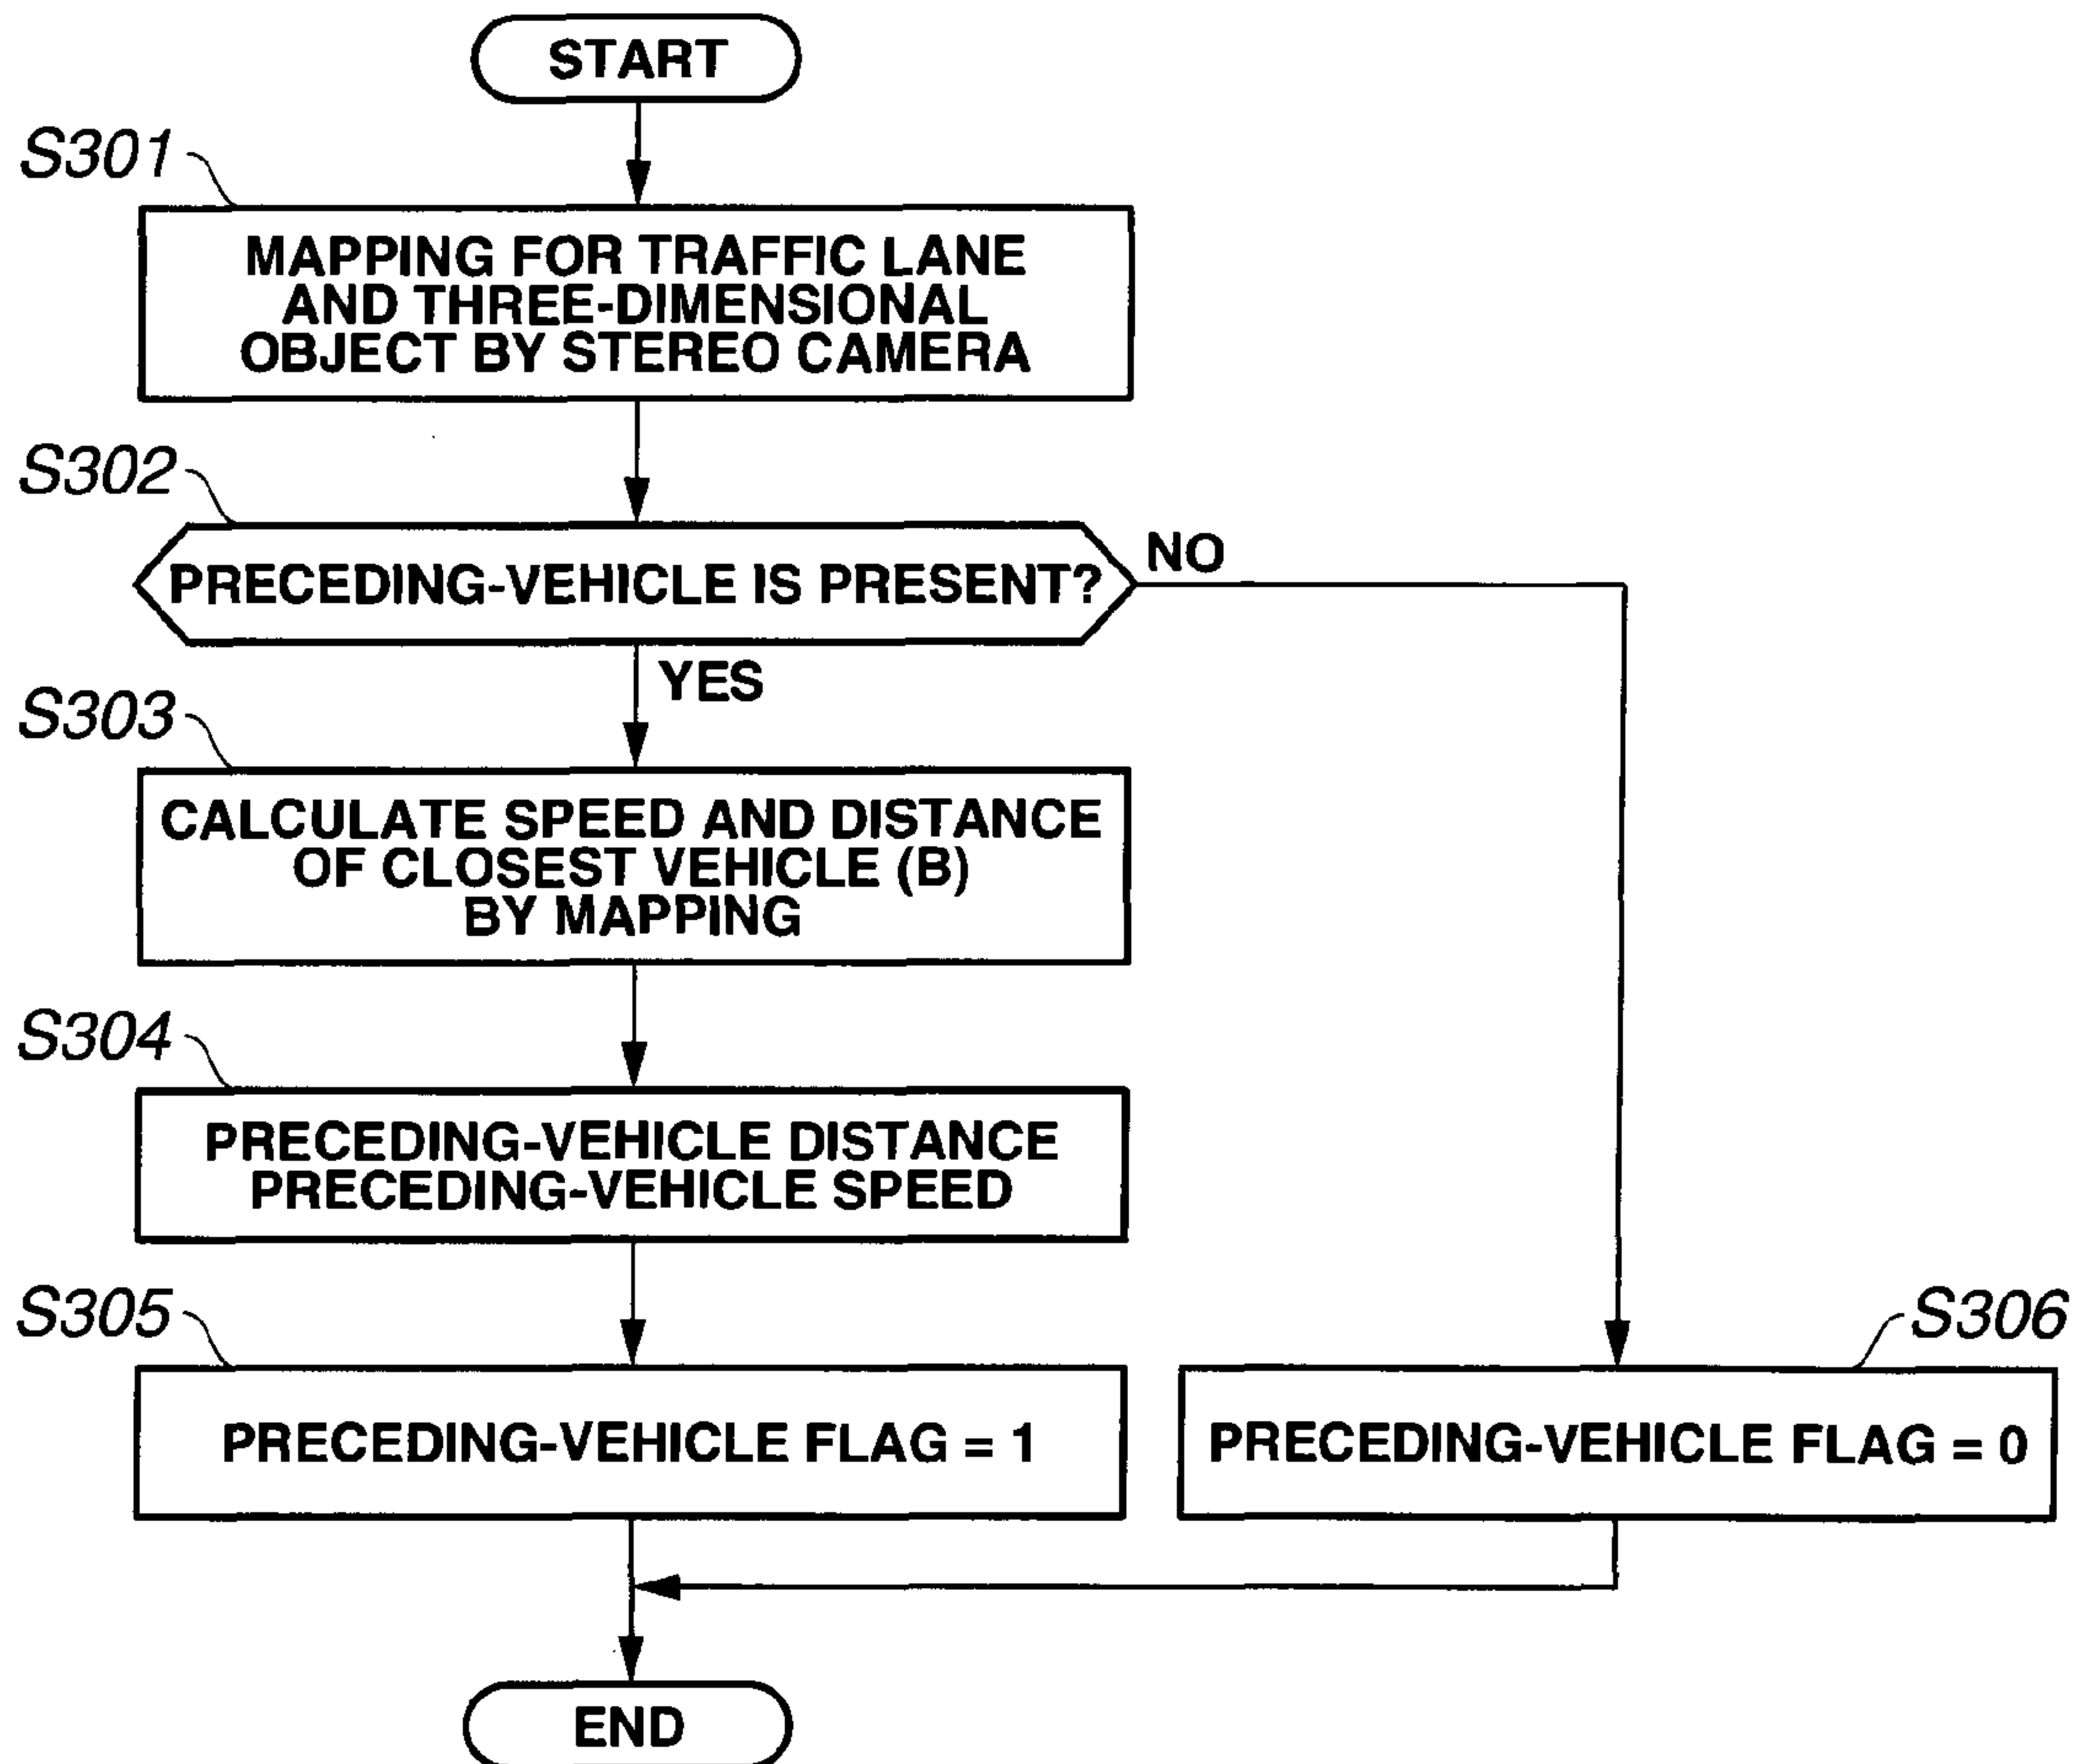 START
S301
MAPPING FOR TRAFFIC LANE
AND THREE-DIMENSIONAL
OBJECT BY STEREO CAMERA
S302
PRECEDING-VEHICLE IS PRESENT?
NO
YES
S303
CALCULATE SPEED AND DISTANCE
OF CLOSEST VEHICLE (B)
BY MAPPING
S304
PRECEDING-VEHICLE DISTANCE
PRECEDING-VEHICLE SPEED
S305
PRECEDING-VEHICLE FLAG = 1
S306
PRECEDING-VEHICLE FLAG = 0
END